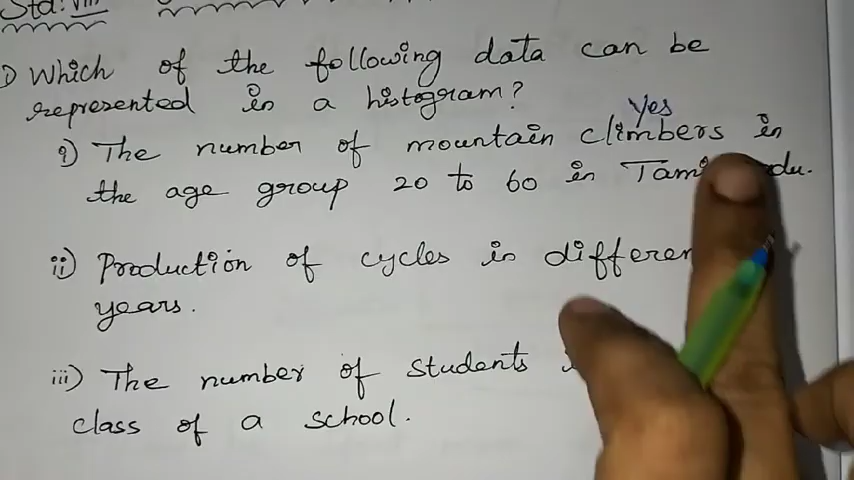 Std: VIII
1) Which of the following data can be
represented in a histogram?
Yes
i) The number of mountain climbers in
the age group 20 to 60 in
ii) Production of cycles in
years.
iii) The number of students
class of a school.